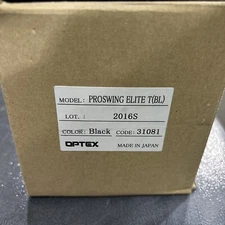 MODEL: PROSWING ELITE T(BL)
LOT. : 2016S
COLOR: Black CODE: 31081
OPTEX MADE IN JAPAN